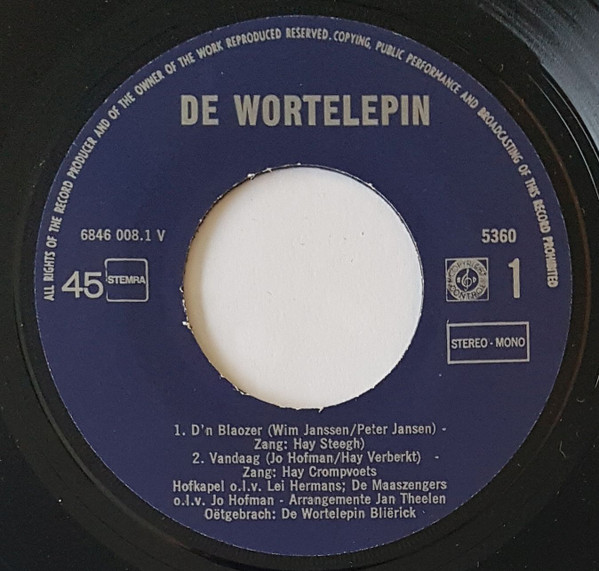 ALL RIGHTS OF THE RECORD PRODUCER AND OF THE OWNER OF THE WORK REPRODUCED RESERVED. COPYING, PUBLIC PERFORMANCE AND BROADCASTING OF THIS RECORD PROHIBITED
DE WORTELEPIN
6846 008.1 V
5360
45 STEMRA
COPYRIGHT CONTROL
1
STEREO - MONO
1. D'n Blaozer (Wim Janssen/Peter Jansen) -
Zang: Hay Steegh)
2. Vandaag (Jo Hofman/Hay Verberkt) -
Zang: Hay Crompvoets
Hofkapel o.l.v. Lei Hermans; De Maaszengers
o.l.v. Jo Hofman - Arrangemente Jan Theelen
Oëtgebrach: De Wortelepin Bliërick